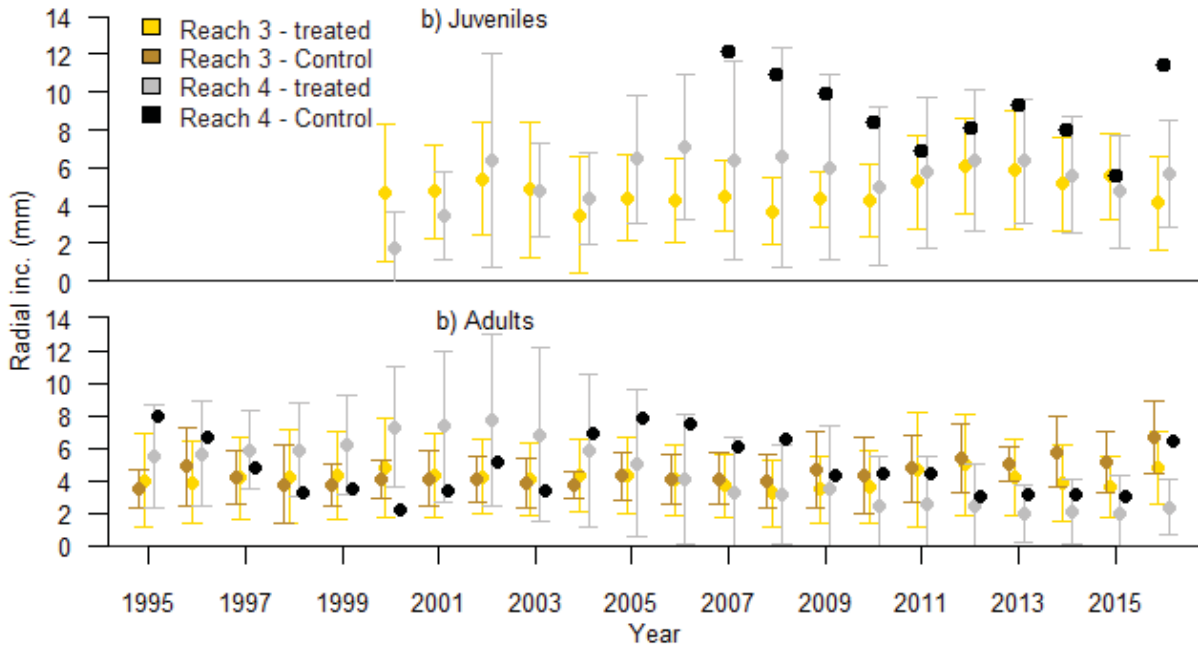 b) Juveniles
Reach 3 - treated
Reach 3 - Control
Reach 4 - treated
Reach 4 - Control
14
12
10
8
6
4
2
0
Radial inc. (mm)
b) Adults
14
12
10
8
6
4
2
0
1995 1997 1999 2001 2003 2005 2007 2009 2011 2013 2015
Year